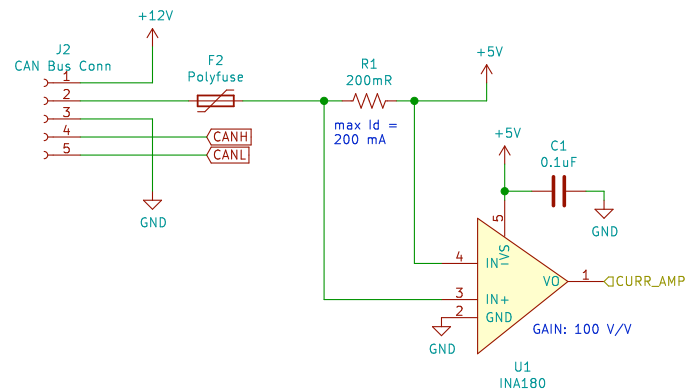 +12V
J2
CAN Bus Conn
1
2
3
4
5
F2
Polyfuse
R1
200mR
+5V
max Id =
200 mA
CANH
CANL
GND
+5V
C1
0.1uF
GND
5
VS
4
IN-
3
IN+
2
GND
VO
1
CURR_AMP
GND
GAIN: 100 V/V
U1
INA180